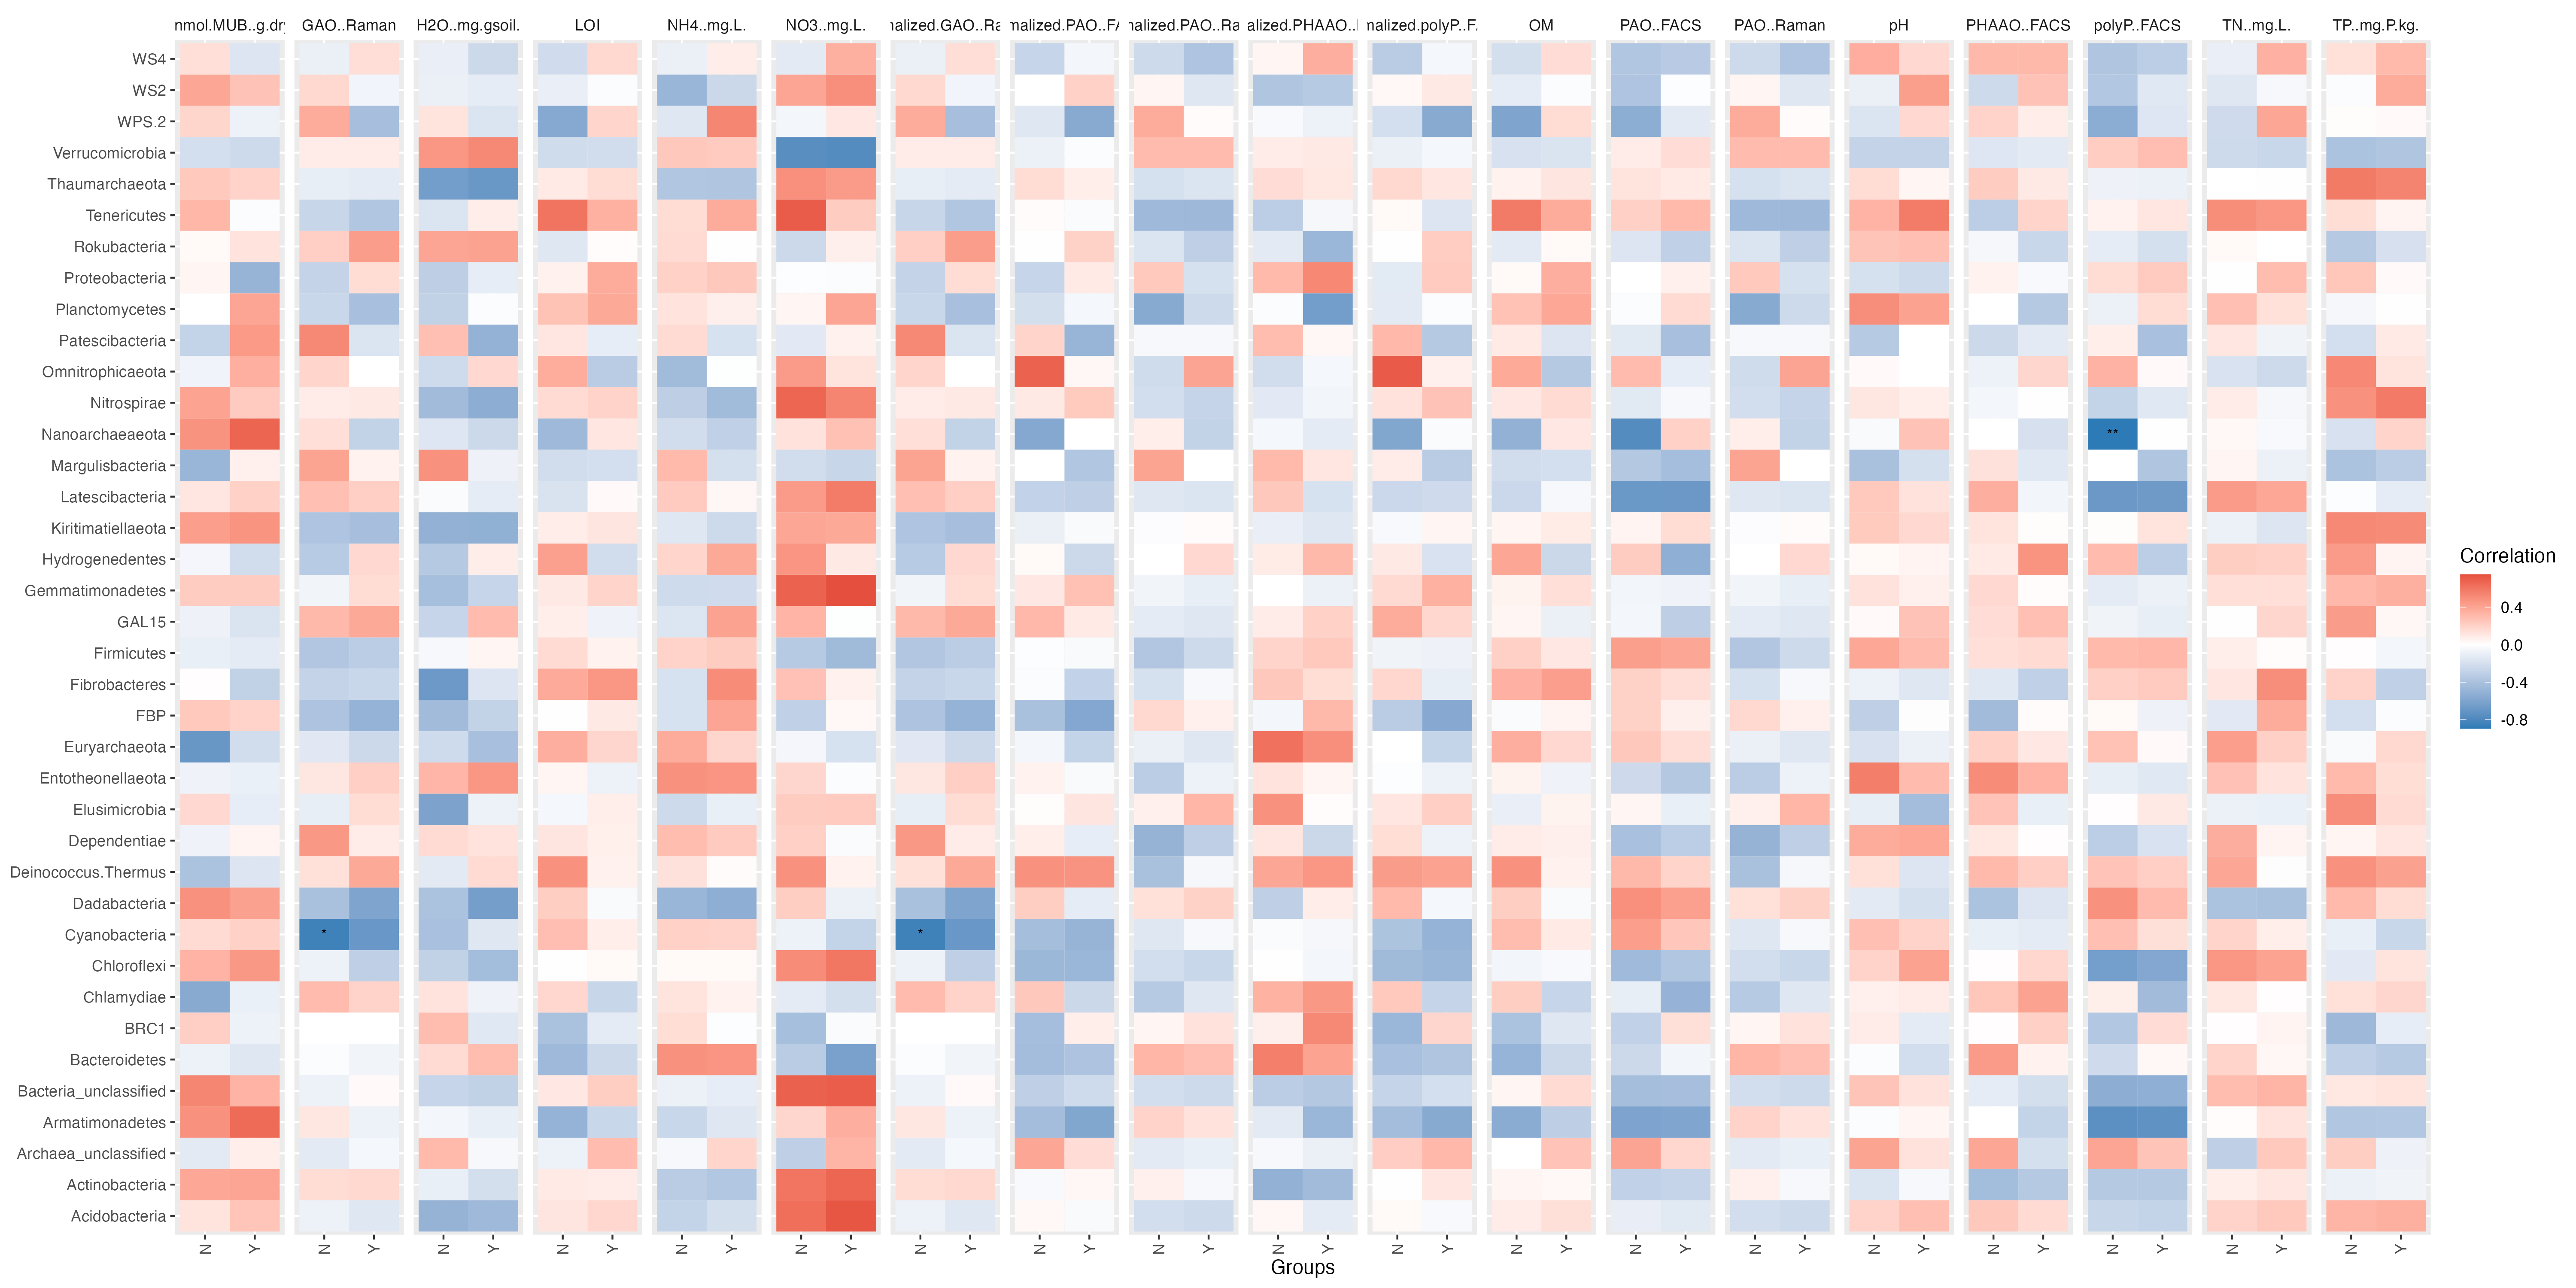 nmol.MUB..g.dry GAO..Raman H2O..mg.gsoil. LOI NH4..mg.L. NO3..mg.L. nalized.GAO..Ra malized.PAO..FA nalized.PAO..Ra alized.PHAAO.. malized.polyP..F OM PAO..FACS PAO..Raman pH PHAAO..FACS polyP..FACS TN..mg.L. TP..mg.P.kg.
WS4
WS2
WPS.2
Verrucomicrobia
Thaumarchaeota
Tenericutes
Rokubacteria
Proteobacteria
Planctomycetes
Patescibacteria
Omnitrophicaeota
Nitrospirae
Nanoarchaeaeota **
Margulisbacteria
Latescibacteria
Kiritimatiellaeota
Hydrogenedentes
Gemmatimonadetes
GAL15
Firmicutes
Fibrobacteres
FBP
Euryarchaeota
Entotheonellaeota
Elusimicrobia
Dependentiae
Deinococcus.Thermus
Dadabacteria
Cyanobacteria * *
Chloroflexi
Chlamydiae
BRC1
Bacteroidetes
Bacteria_unclassified
Armatimonadetes
Archaea_unclassified
Actinobacteria
Acidobacteria
N Y N Y N Y N Y N Y N Y N Y N Y N Y N Y N Y N Y N Y N Y N Y N Y N Y N Y N Y
Groups
Correlation
0.4
0.0
-0.4
-0.8